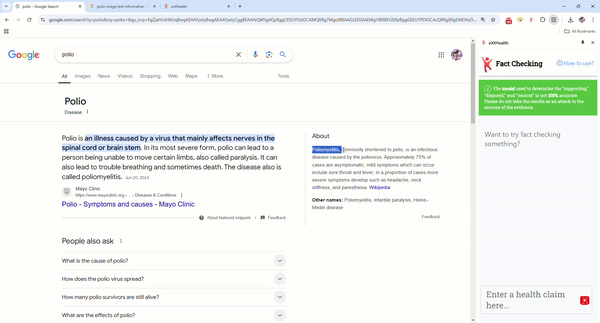 polio - Google Search
polio image text informative -
eXtHealth
google.com/search?q=polio&oq=polio+&gs_lcrp=
All Bookmarks
Google
polio
All Images News Videos Shopping Web Maps More Tools
Polio
Disease
Polio is an illness caused by a virus that mainly affects nerves in the
spinal cord or brain stem. In its most severe form, polio can lead to a
person being unable to move certain limbs, also called paralysis. It can
also lead to trouble breathing and sometimes death. The disease also is
called poliomyelitis. Jun 20, 2024
Mayo Clinic
https://www.mayoclinic.org › Diseases & Conditions
Polio - Symptoms and causes - Mayo Clinic
About featured snippets Feedback
People also ask
What is the cause of polio?
How does the polio virus spread?
How many polio survivors are still alive?
What are the effects of polio?
About
Poliomyelitis, commonly shortened to polio, is an infectious
disease caused by the poliovirus. Approximately 75% of
cases are asymptomatic; mild symptoms which can occur
include sore throat and fever; in a proportion of cases more
severe symptoms develop such as headache, neck
stiffness, and paresthesia. Wikipedia
Other names: Poliomyelitis, infantile paralysis, Heine–
Medin disease
Feedback
eXtHealth
Fact Checking
How to use?
The model used to determine the "supporting,"
"disputed," and "neutral" is not 100% accurate.
Please do not take the results as an attack to the
sources of the evidence.
Want to try fact checking
something?
Enter a health claim
here...